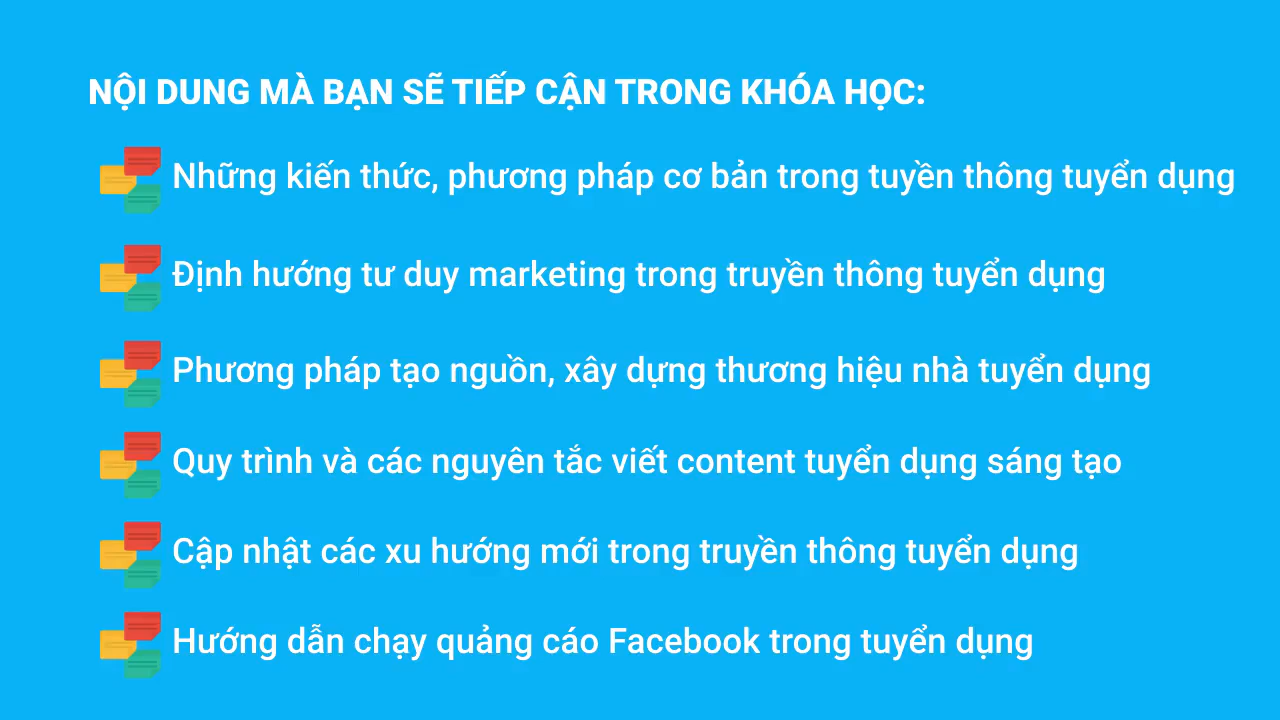 NỘI DUNG MÀ BẠN SẼ TIẾP CẬN TRONG KHÓA HỌC:
Những kiến thức, phương pháp cơ bản trong tuyền thông tuyển dụng
Định hướng tư duy marketing trong truyền thông tuyển dụng
Phương pháp tạo nguồn, xây dựng thương hiệu nhà tuyển dụng
Quy trình và các nguyên tắc viết content tuyển dụng sáng tạo
Cập nhật các xu hướng mới trong truyền thông tuyển dụng
Hướng dẫn chạy quảng cáo Facebook trong tuyển dụng